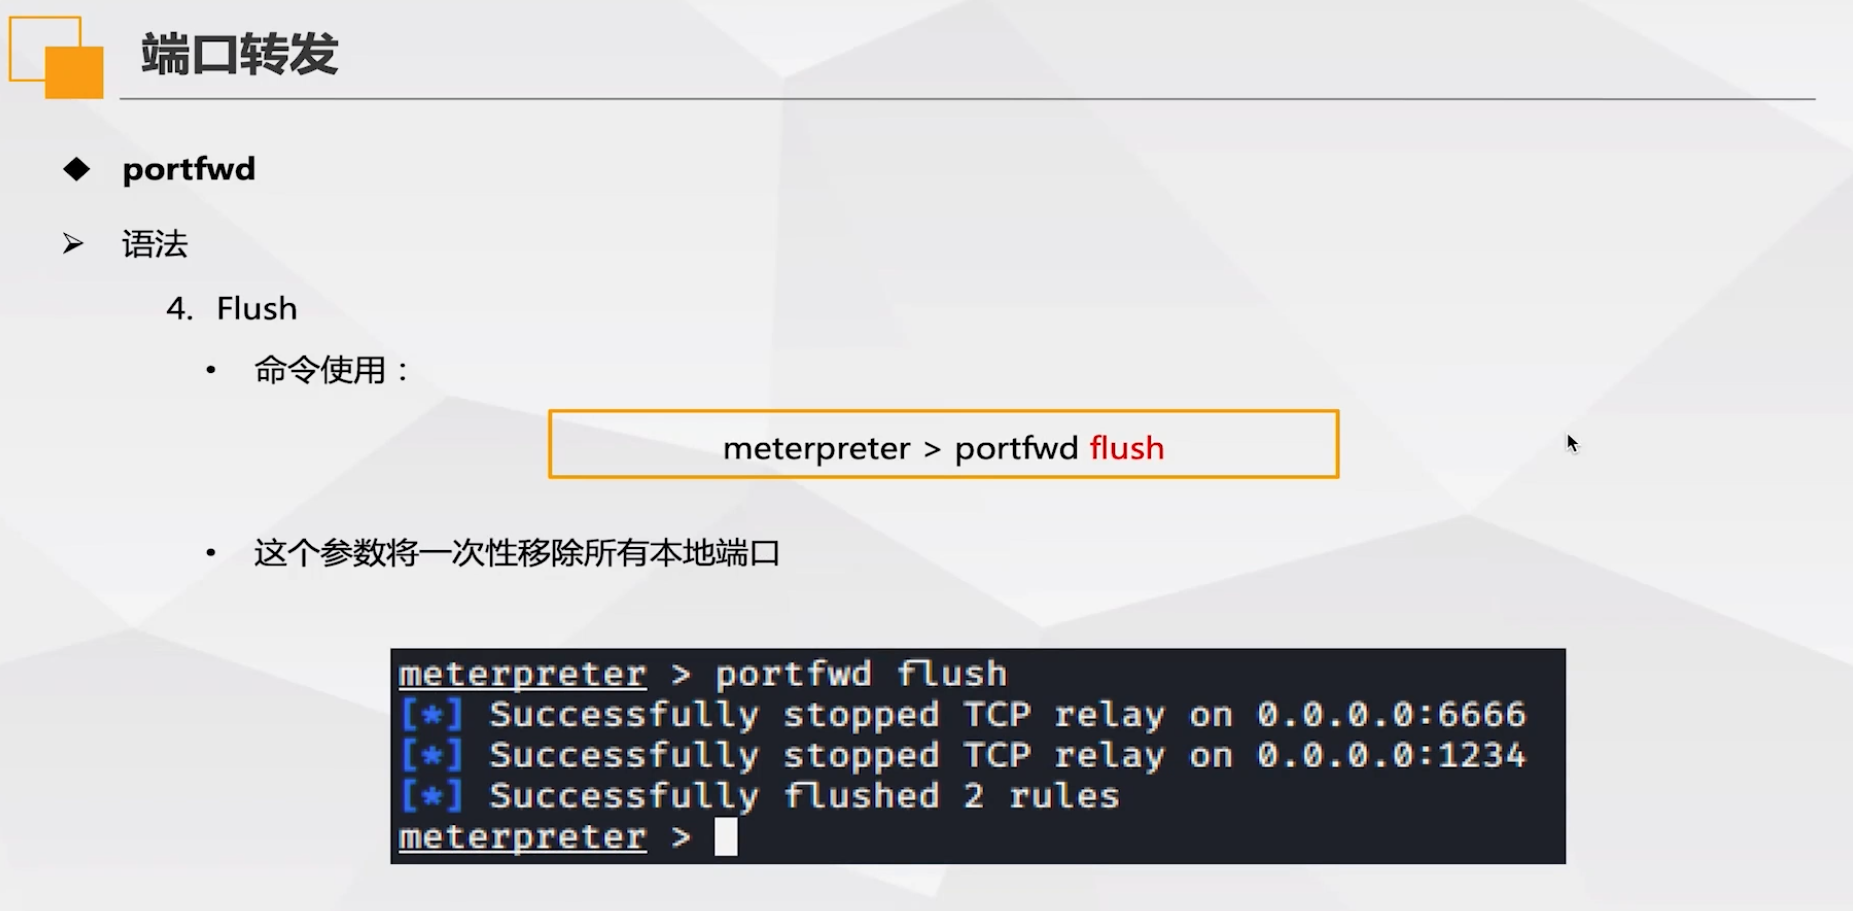 端口转发
◆ portfwd
➢ 语法
4. Flush
• 命令使用：
meterpreter > portfwd flush
• 这个参数将一次性移除所有本地端口
meterpreter > portfwd flush
[*] Successfully stopped TCP relay on 0.0.0.0:6666
[*] Successfully stopped TCP relay on 0.0.0.0:1234
[*] Successfully flushed 2 rules
meterpreter >